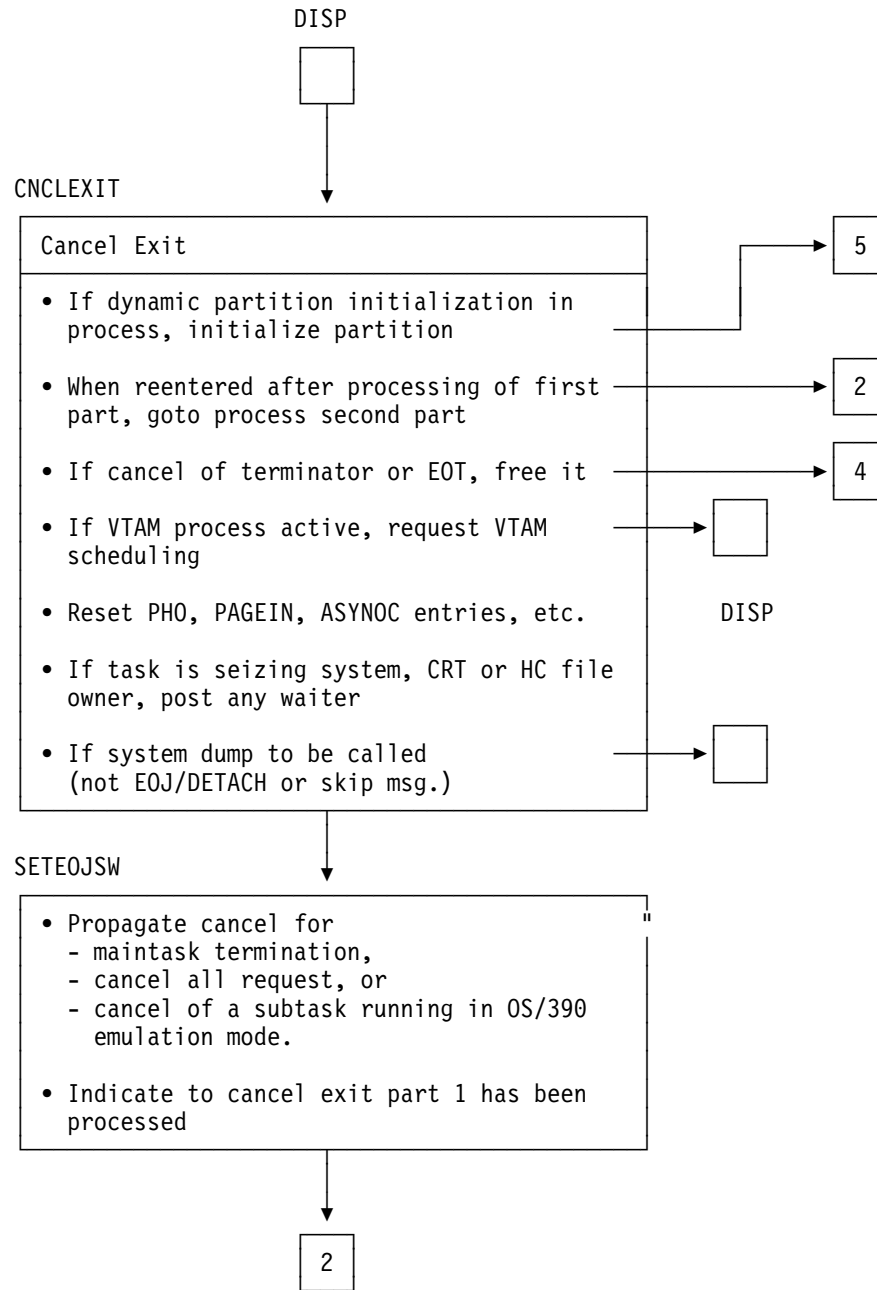 DISP
CNCLEXIT
Cancel Exit
5
• If dynamic partition initialization in
process, initialize partition
• When reentered after processing of first
2
part, goto process second part
• If cancel of terminator or EOT, free it
4
• If VTAM process active, request VTAM
scheduling
• Reset PHO, PAGEIN, ASYNOC entries, etc.
DISP
• If task is seizing system, CRT or HC file
owner, post any waiter
• If system dump to be called
(not EOJ/DETACH or skip msg.)
SETEOJSW
• Propagate cancel for
"
- maintask termination,
- cancel all request, or
- cancel of a subtask running in OS/390
emulation mode.
• Indicate to cancel exit part 1 has been
processed
2